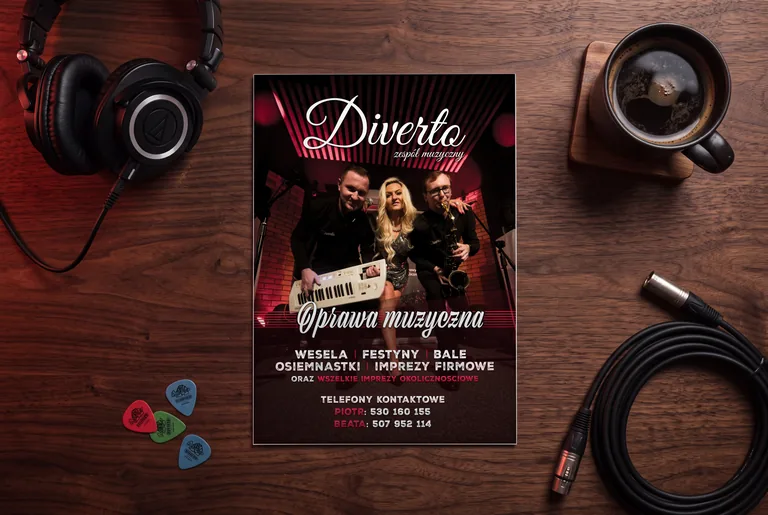 Diverto
zespół muzyczny
Oprawa muzyczna
WESELA | FESTYNY | BALE
OSIEMNASTKI | IMPREZY FIRMOWE
ORAZ WSZELKIE IMPREZY OKOLICZNOŚCIOWE
TELEFONY KONTAKTOWE
PIOTR: 530 160 155
BEATA: 507 952 114